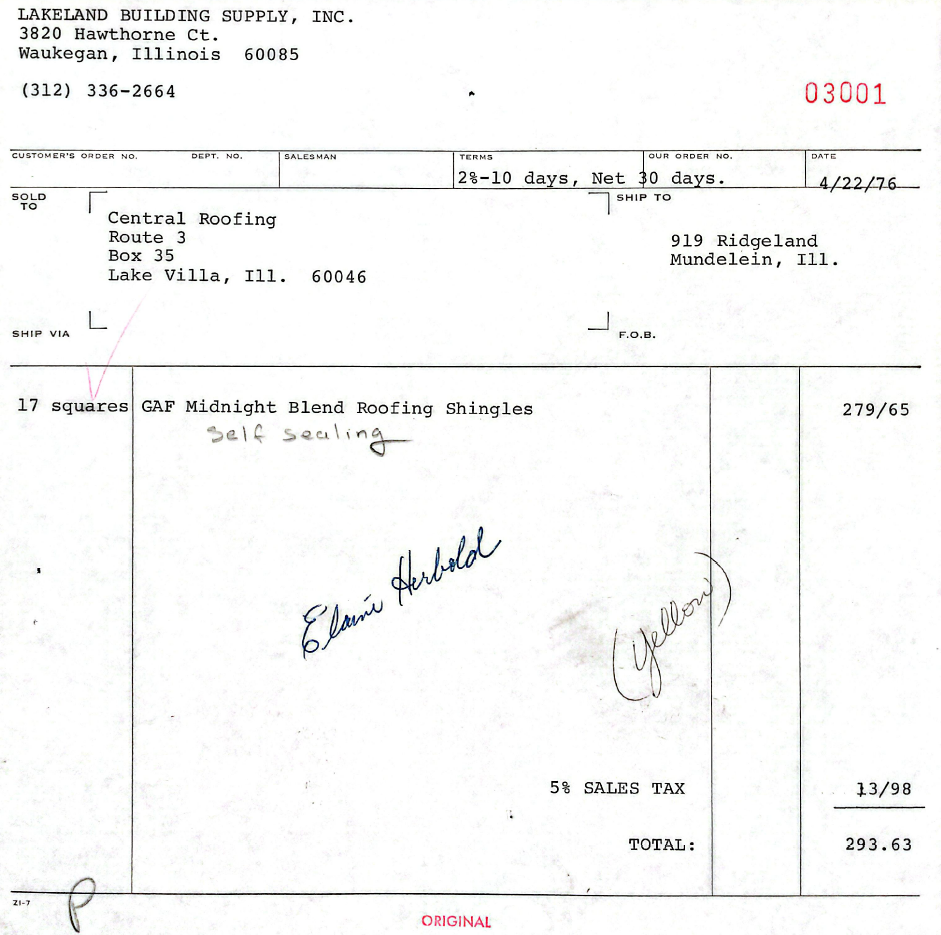 LAKELAND BUILDING SUPPLY, INC.
3820 Hawthorne Ct.
Waukegan, Illinois 60085
(312) 336-2664
03001
CUSTOMER'S ORDER NO. DEPT. NO. SALESMAN TERMS OUR ORDER NO. DATE
2%-10 days, Net 30 days. 4/22/76
SOLD TO
SHIP TO
Central Roofing
Route 3
Box 35
Lake Villa, Ill. 60046
919 Ridgeland
Mundelein, Ill.
SHIP VIA F.O.B.
17 squares GAF Midnight Blend Roofing Shingles 279/65
self sealing
Elaine Herbold
(yellow)
5% SALES TAX 13/98
TOTAL: 293.63
21-7
P
ORIGINAL